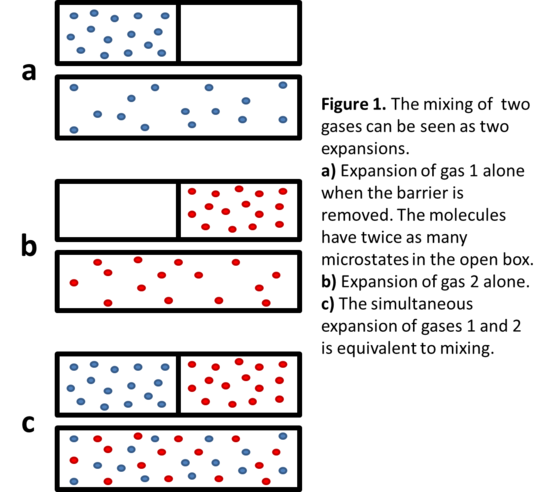 a
Figure 1. The mixing of two
gases can be seen as two
expansions.
a) Expansion of gas 1 alone
when the barrier is
removed. The molecules
have twice as many
microstates in the open box.
b) Expansion of gas 2 alone.
c) The simultaneous
expansion of gases 1 and 2
is equivalent to mixing.
b
c